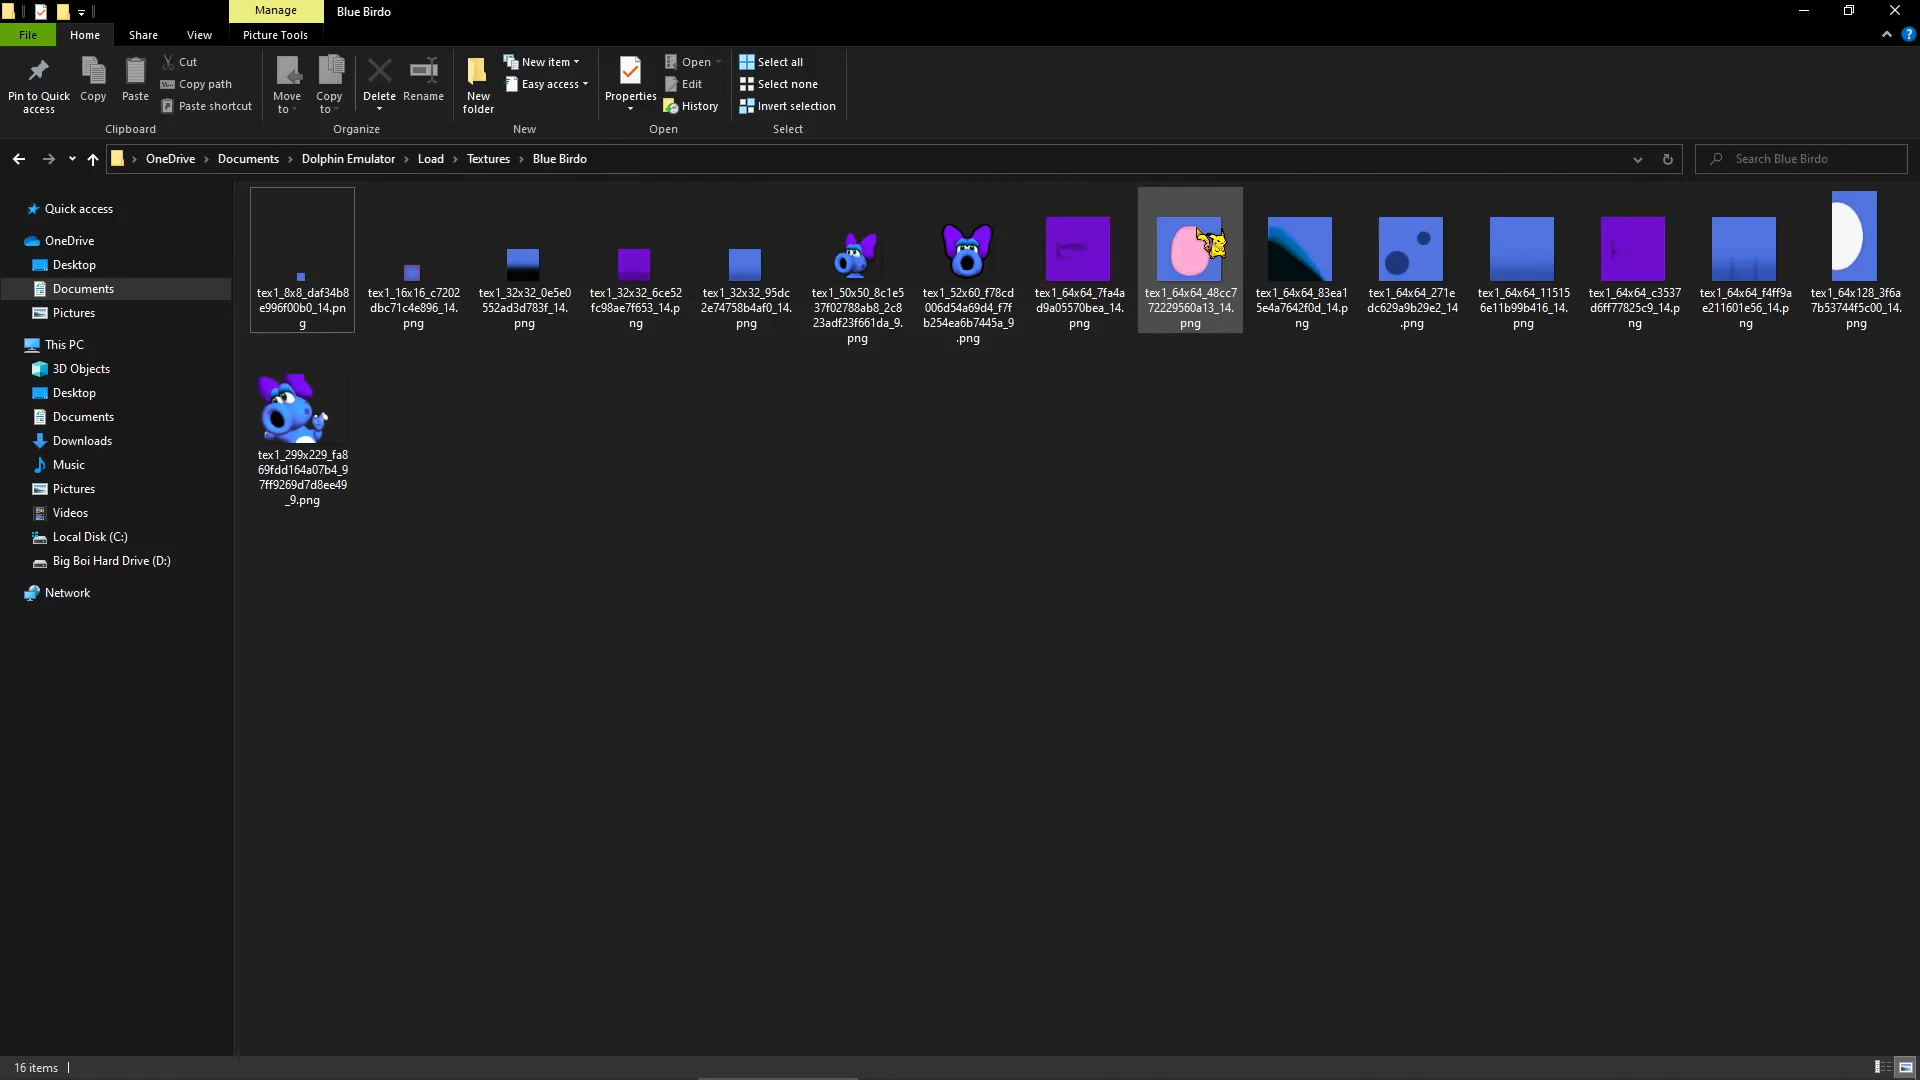 Manage
Blue Birdo
File
Home
Share
View
Picture Tools
Pin to Quick
access
Copy
Paste
Cut
Copy path
Paste shortcut
Clipboard
Move
to
Copy
to
Delete
Rename
Organize
New
folder
New item
Easy access
New
Properties
Open
Edit
History
Open
Select all
Select none
Invert selection
Select
OneDrive
Documents
Dolphin Emulator
Load
Textures
Blue Birdo
Search Blue Birdo
Quick access
OneDrive
Desktop
Documents
Pictures
This PC
3D Objects
Desktop
Documents
Downloads
Music
Pictures
Videos
Local Disk (C:)
Big Boi Hard Drive (D:)
Network
tex1_8x8_daf34b8
e996f00b0_14.pn
g
tex1_16x16_c7202
dbc71c4e896_14.
png
tex1_32x32_0e5e0
552ad3d783f_14.
png
tex1_32x32_6ce52
fc98ae7f653_14.p
ng
tex1_32x32_95dc
2e74758b4af0_14.
png
tex1_50x50_8c1e5
37f02788ab8_2c8
23adf23f661da_9.
png
tex1_52x60_f78cd
006d54a69d4_f7f
b254ea6b7445a_9
.png
tex1_64x64_7fa4a
d9a05570bea_14.
png
tex1_64x64_48cc7
72229560a13_14.
png
tex1_64x64_83ea1
5e4a7642f0d_14.p
ng
tex1_64x64_271e
dc629a9b29e2_14
.png
tex1_64x64_11515
6e11b99b416_14.
png
tex1_64x64_c3537
d6ff77825c9_14.p
ng
tex1_64x64_f4ff9a
e211601e56_14.p
ng
tex1_64x128_3f6a
7b53744f5c00_14.
png
tex1_299x229_fa8
69fdd164a07b4_9
7ff9269d7d8ee49
_9.png
16 items